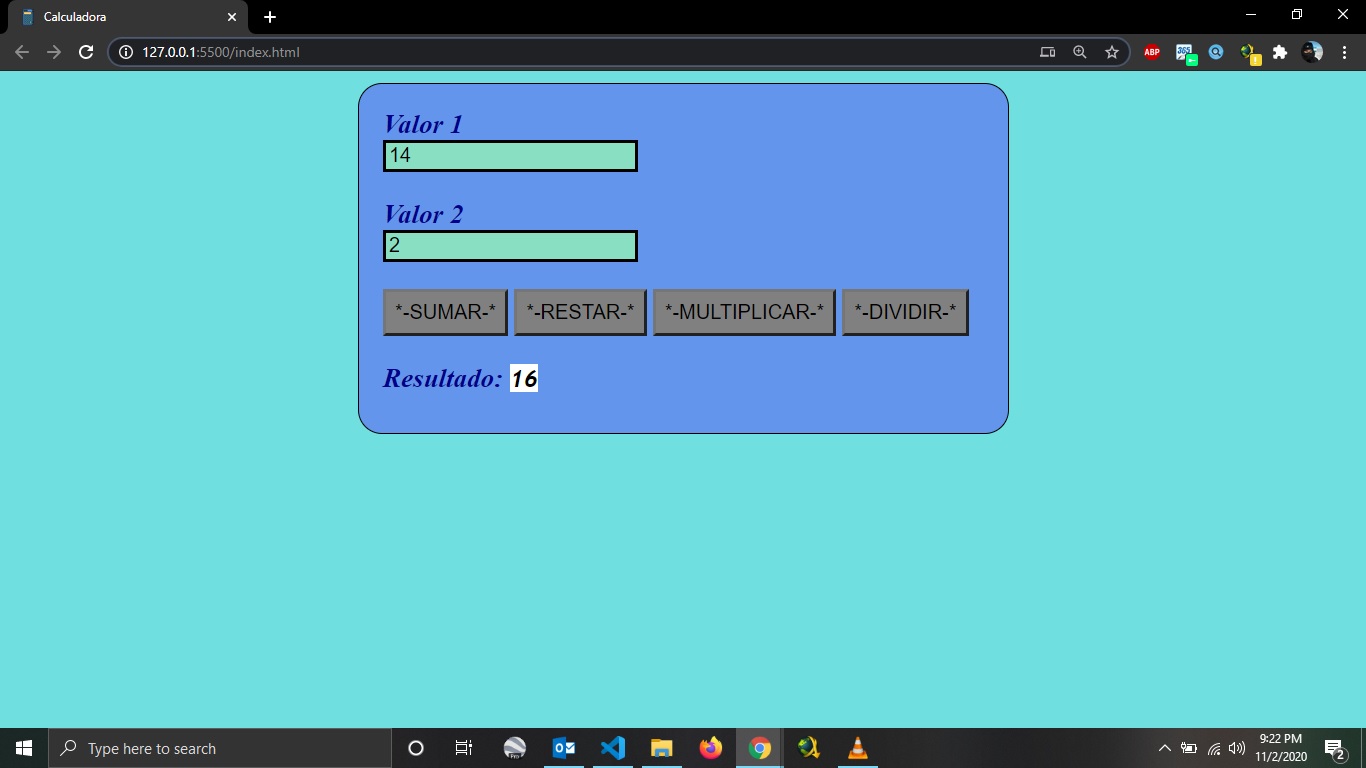 Calculadora
127.0.0.1:5500/index.html
ABP
365
Valor 1
14
Valor 2
2
*-SUMAR-* *-RESTAR-* *-MULTIPLICAR-* *-DIVIDIR-*
Resultado: 16
Type here to search
9:22 PM
11/2/2020
2